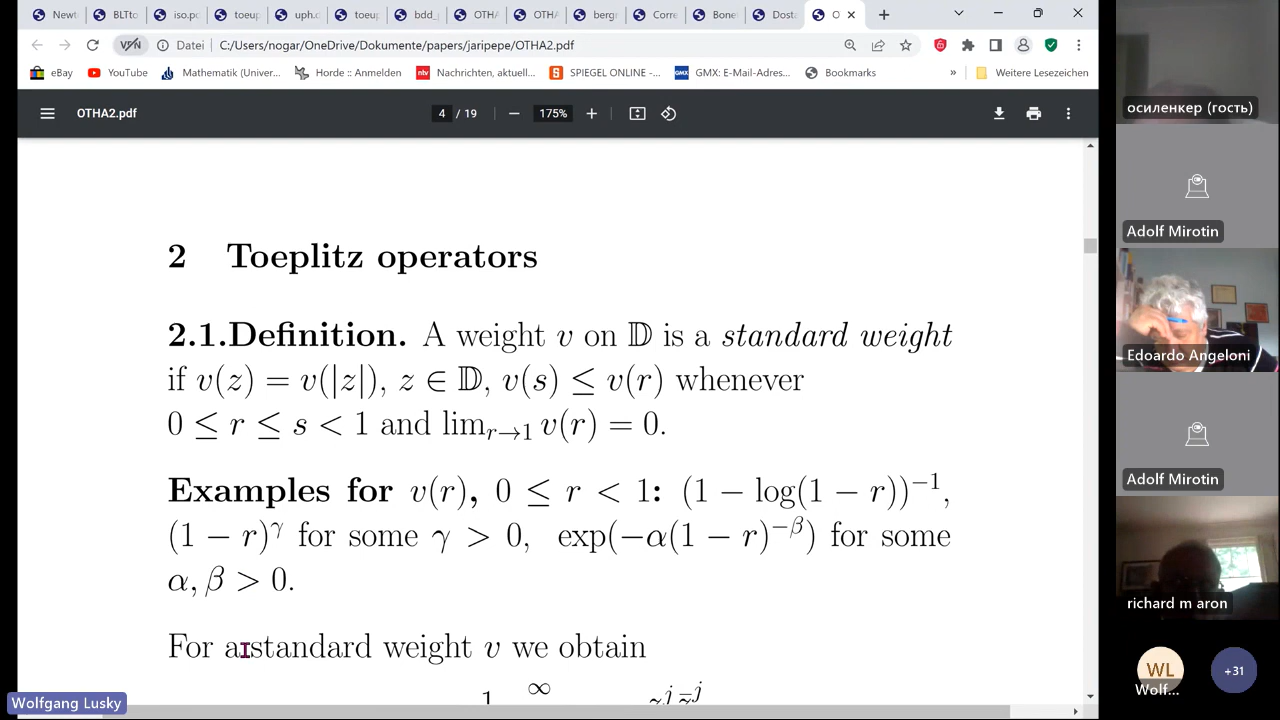 Newt
BLTto
iso.pc
toeup
uph.c
toeup
bdd_
OTHA
OTHA
bergr
Corre
Bonet
Dosta
O
Datei C:/Users/nogar/OneDrive/Dokumente/papers/jaripepe/OTHA2.pdf
eBay YouTube Mathematik (Univer... Horde :: Anmelden ntv Nachrichten, aktuell... SPIEGEL ONLINE -... GMX GMX: E-Mail-Adres... Bookmarks » Weitere Lesezeichen
OTHA2.pdf 4 / 19 − 175% +
2 Toeplitz operators
2.1.Definition. A weight v on 𝔻 is a standard weight
if v(z) = v(|z|), z ∈ 𝔻, v(s) ≤ v(r) whenever
0 ≤ r ≤ s < 1 and lim_{r→1} v(r) = 0.
Examples for v(r), 0 ≤ r < 1: (1 − log(1 − r))^{−1},
(1 − r)^γ for some γ > 0, exp(−α(1 − r)^{−β}) for some
α, β > 0.
For a standard weight v we obtain
Wolfgang Lusky
осиленкер (гость)
Adolf Mirotin
Edoardo Angeloni
Adolf Mirotin
richard m aron
WL
Wolf...
+31